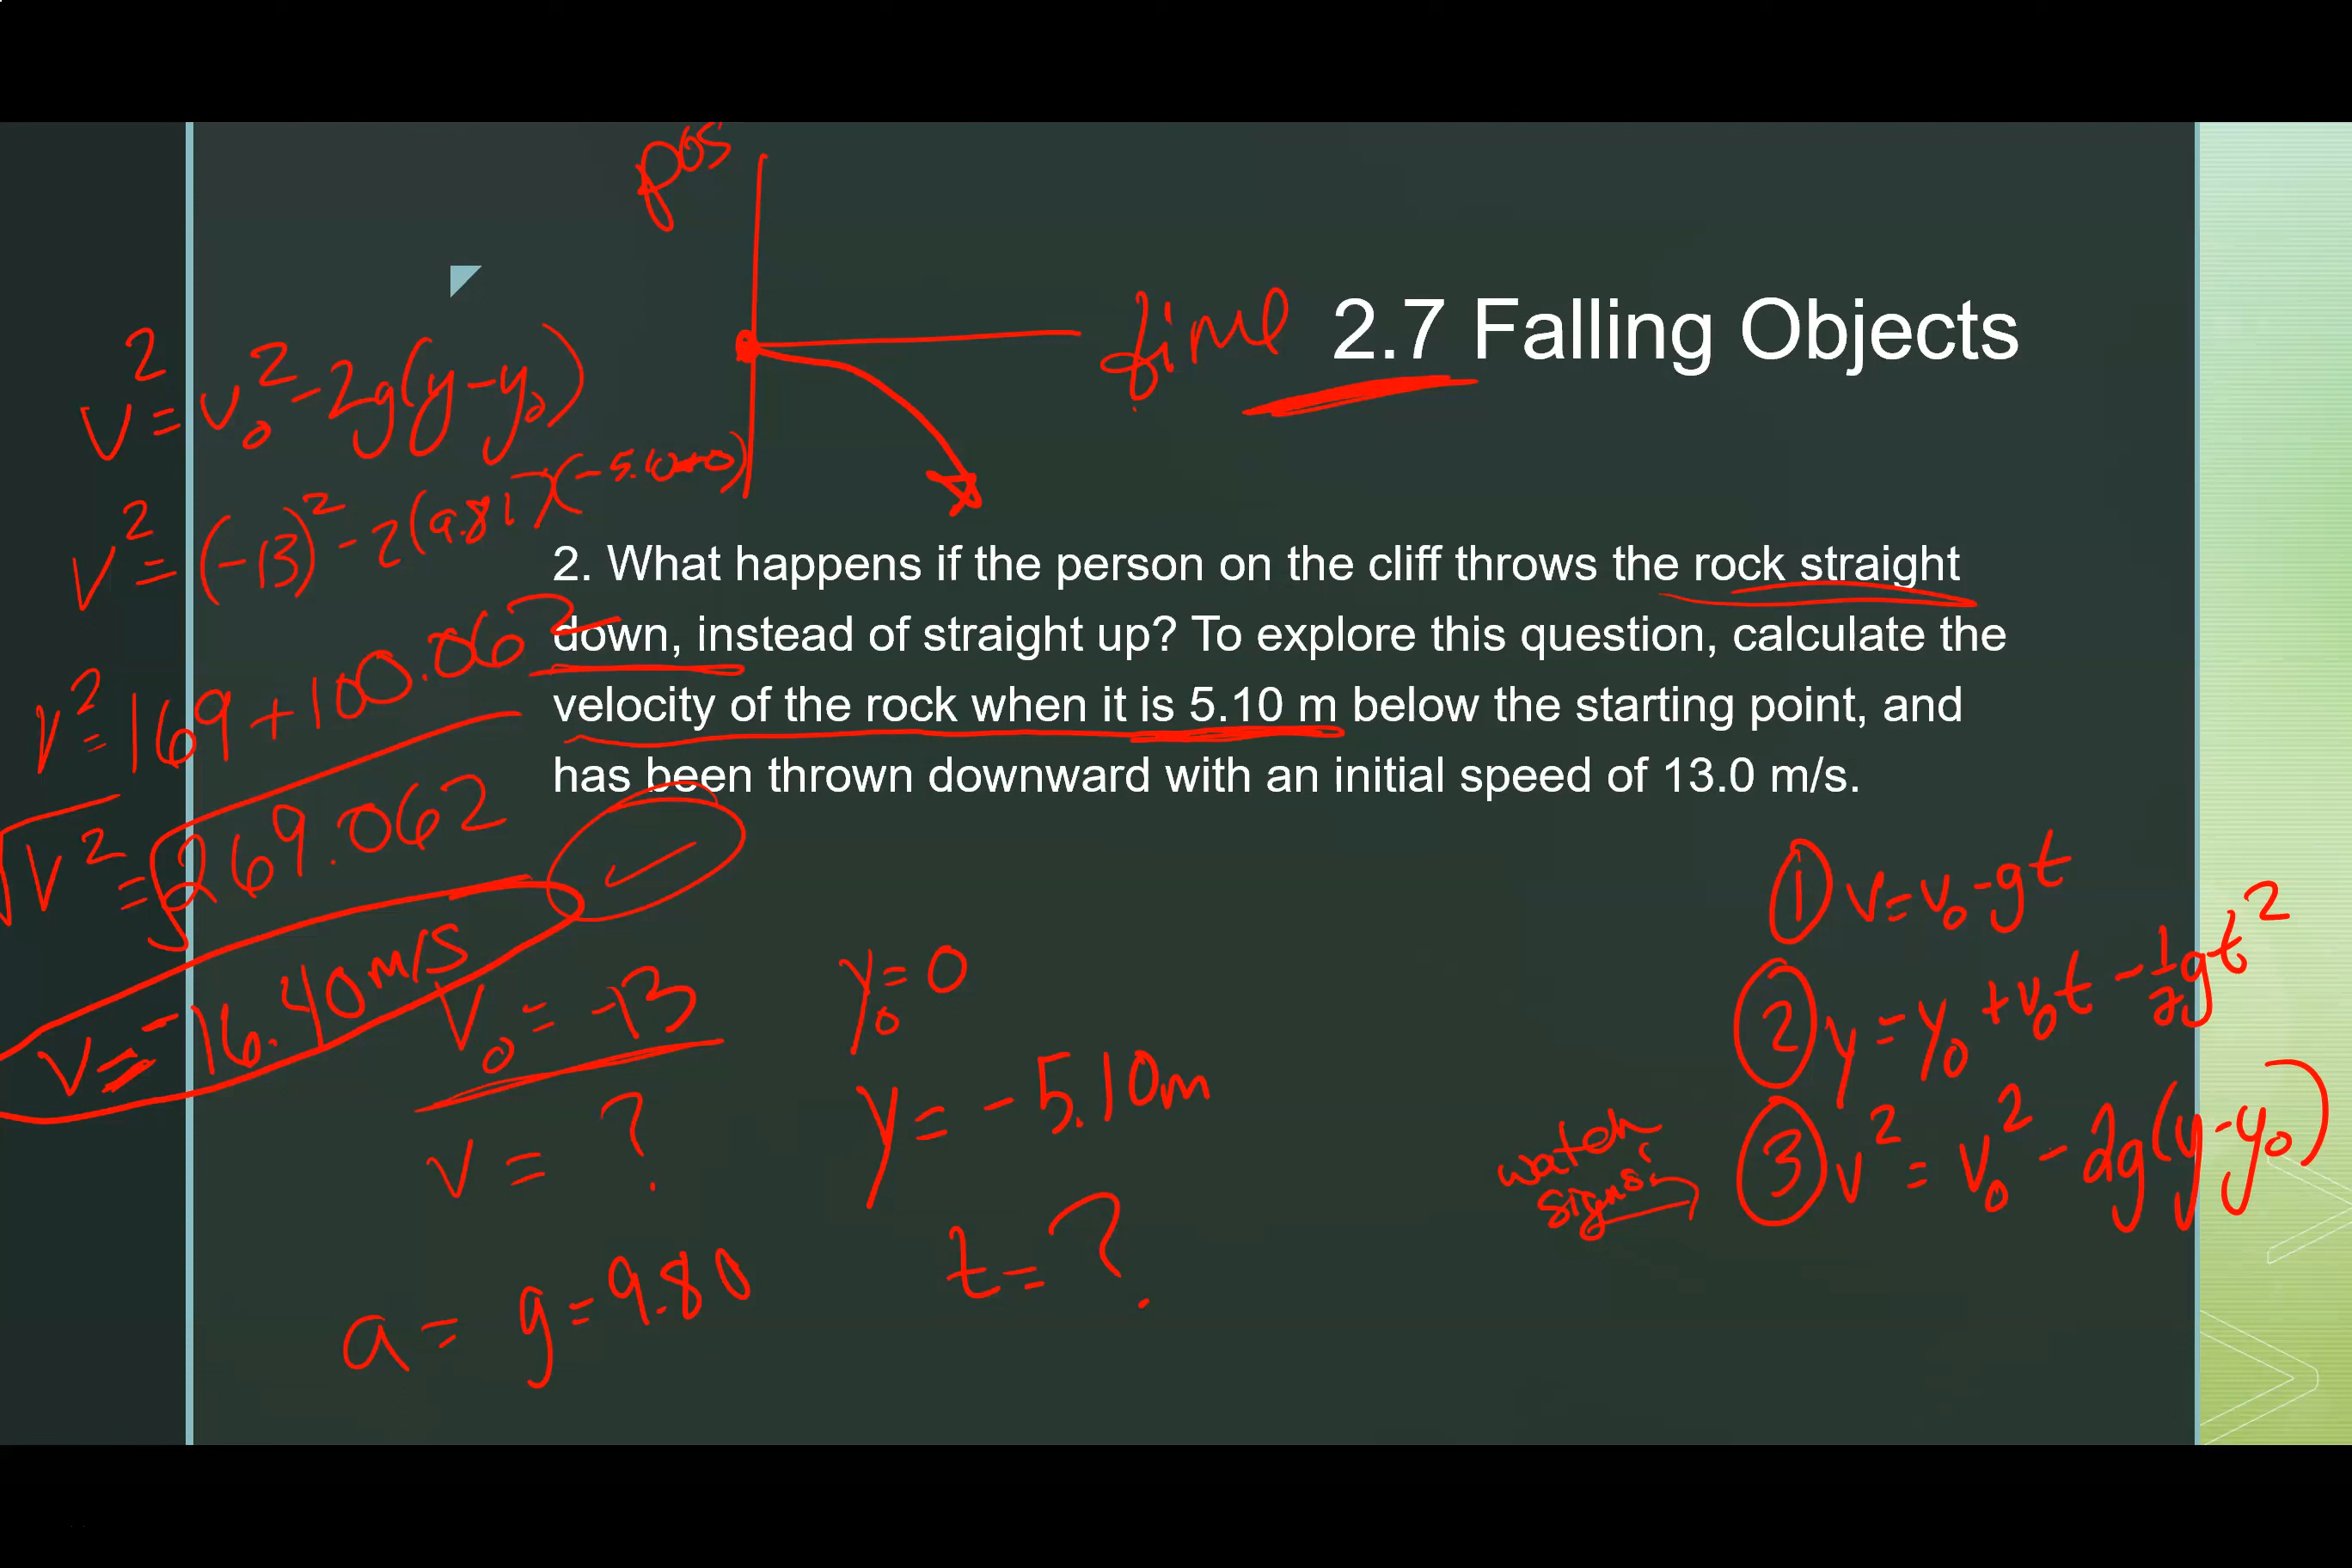 pos
time
2.7 Falling Objects
v² = v₀² - 2g(y - y₀)
v² = (-13)² - 2(9.81)(-5.10-0)
v² = 169 + 100.062
√v² = √269.062
v = -16.40 m/s
2. What happens if the person on the cliff throws the rock straight
down, instead of straight up? To explore this question, calculate the
velocity of the rock when it is 5.10 m below the starting point, and
has been thrown downward with an initial speed of 13.0 m/s.
v₀ = -13
v = ?
a = g = 9.80
y₀ = 0
y = -5.10m
t = ?
① v = v₀ - gt
② y = y₀ + v₀t - 1/2 gt²
watch
signs!
③ v² = v₀² - 2g(y - y₀)